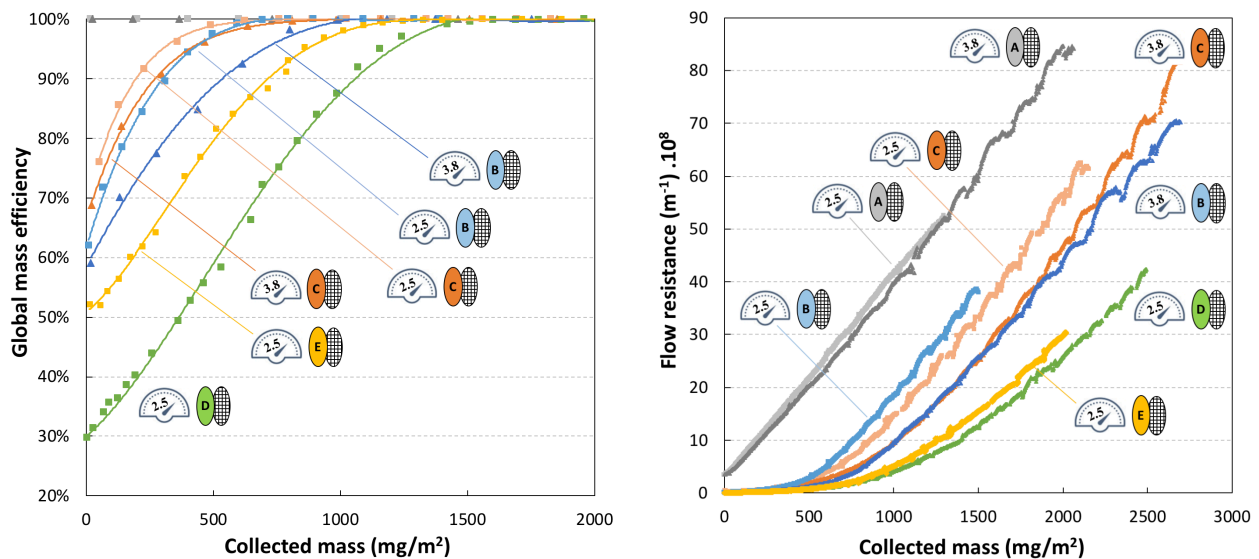 Global mass efficiency
100%
90%
80%
70%
60%
50%
40%
30%
20%
0
500
1000
1500
2000
Collected mass (mg/m²)
3.8 B
2.5 B
3.8 C
2.5 C
2.5 E
2.5 D
Flow resistance (m⁻¹) .10⁸
90
80
70
60
50
40
30
20
10
0
0
500
1000
1500
2000
2500
3000
Collected mass (mg/m²)
3.8 A
3.8 C
2.5 C
2.5 A
3.8 B
2.5 B
2.5 D
2.5 E